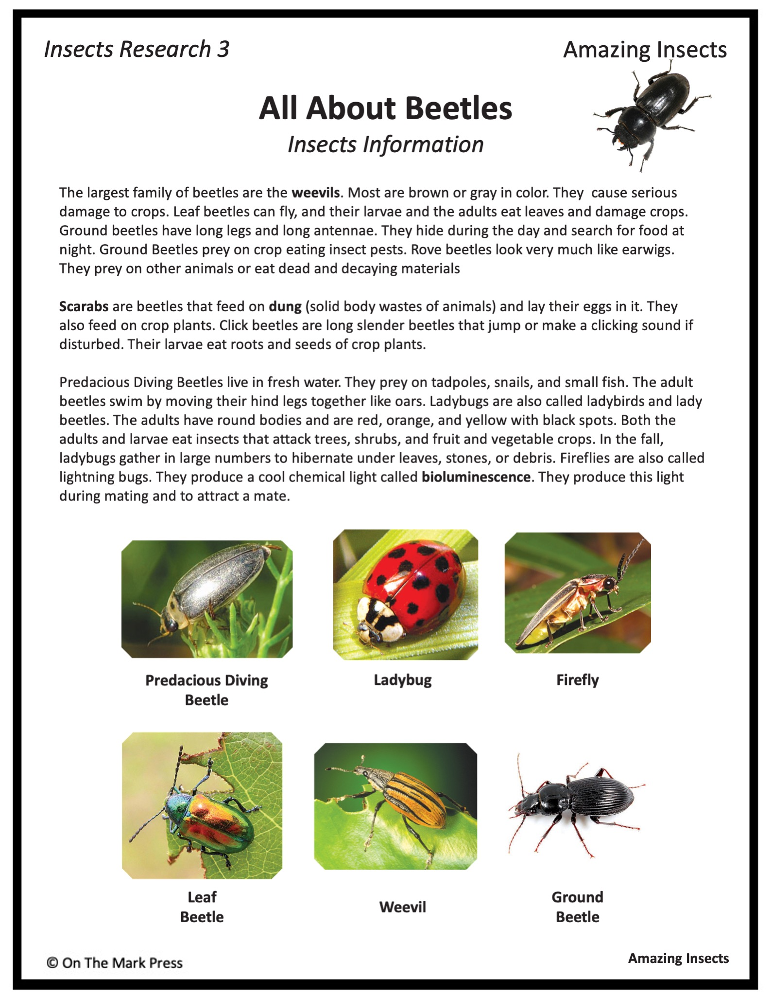 Insects Research 3
Amazing Insects
All About Beetles
Insects Information
The largest family of beetles are the weevils. Most are brown or gray in color. They  cause serious
damage to crops. Leaf beetles can fly, and their larvae and the adults eat leaves and damage crops.
Ground beetles have long legs and long antennae. They hide during the day and search for food at
night. Ground Beetles prey on crop eating insect pests. Rove beetles look very much like earwigs.
They prey on other animals or eat dead and decaying materials
Scarabs are beetles that feed on dung (solid body wastes of animals) and lay their eggs in it. They
also feed on crop plants. Click beetles are long slender beetles that jump or make a clicking sound if
disturbed. Their larvae eat roots and seeds of crop plants.
Predacious Diving Beetles live in fresh water. They prey on tadpoles, snails, and small fish. The adult
beetles swim by moving their hind legs together like oars. Ladybugs are also called ladybirds and lady
beetles. The adults have round bodies and are red, orange, and yellow with black spots. Both the
adults and larvae eat insects that attack trees, shrubs, and fruit and vegetable crops. In the fall,
ladybugs gather in large numbers to hibernate under leaves, stones, or debris. Fireflies are also called
lightning bugs. They produce a cool chemical light called bioluminescence. They produce this light
during mating and to attract a mate.
Predacious Diving
Beetle
Ladybug
Firefly
Leaf
Beetle
Weevil
Ground
Beetle
© On The Mark Press
Amazing Insects